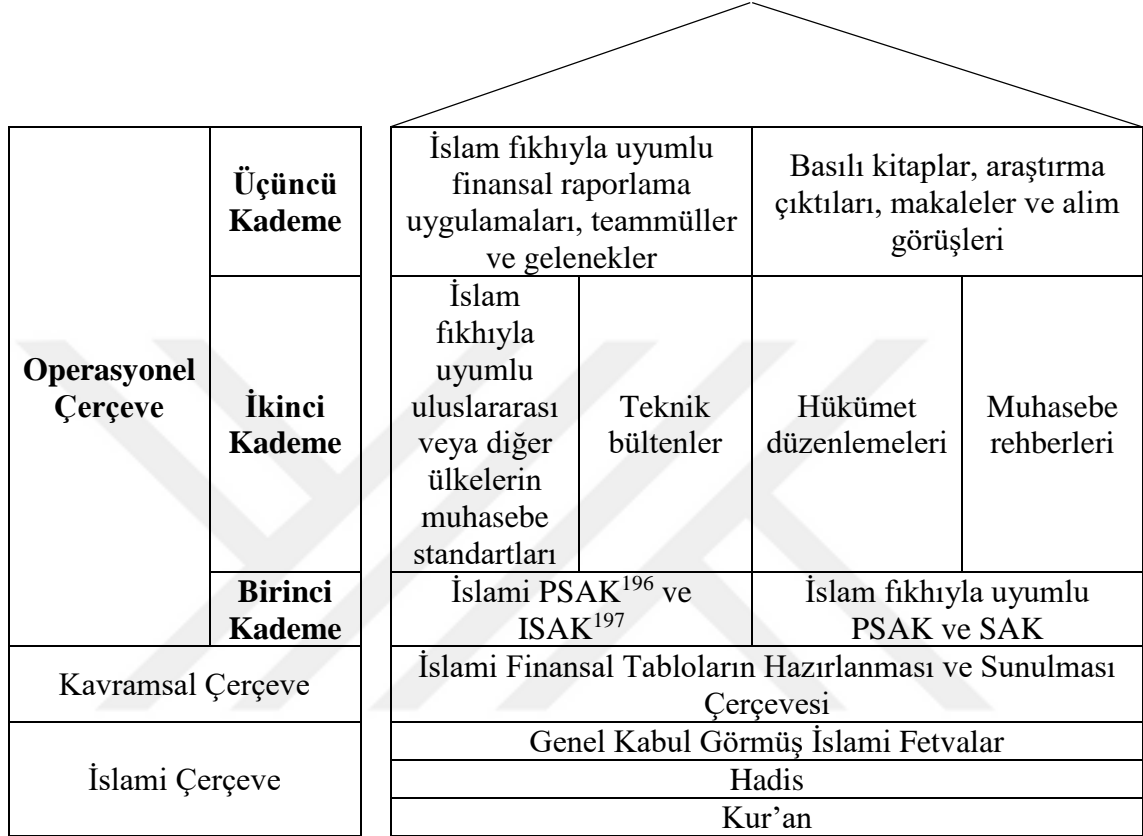 Operasyonel
Çerçeve
Üçüncü
Kademe
İslam fıkhıyla uyumlu
finansal raporlama
uygulamaları, teammüller
ve gelenekler
Basılı kitaplar, araştırma
çıktıları, makaleler ve alim
görüşleri
İkinci
Kademe
İslam
fıkhıyla
uyumlu
uluslararası
veya diğer
ülkelerin
muhasebe
standartları
Teknik
bültenler
Hükümet
düzenlemeleri
Muhasebe
rehberleri
Birinci
Kademe
İslami PSAK196 ve
ISAK197
İslam fıkhıyla uyumlu
PSAK ve SAK
Kavramsal Çerçeve
İslami Finansal Tabloların Hazırlanması ve Sunulması
Çerçevesi
İslami Çerçeve
Genel Kabul Görmüş İslami Fetvalar
Hadis
Kur’an